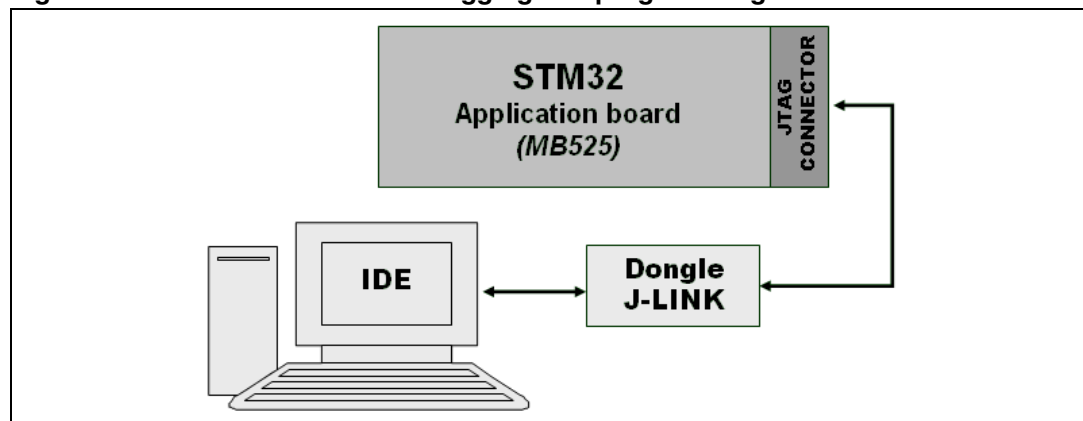 STM32
Application board
(MB525)
JTAG
CONNECTOR
IDE
Dongle
J-LINK